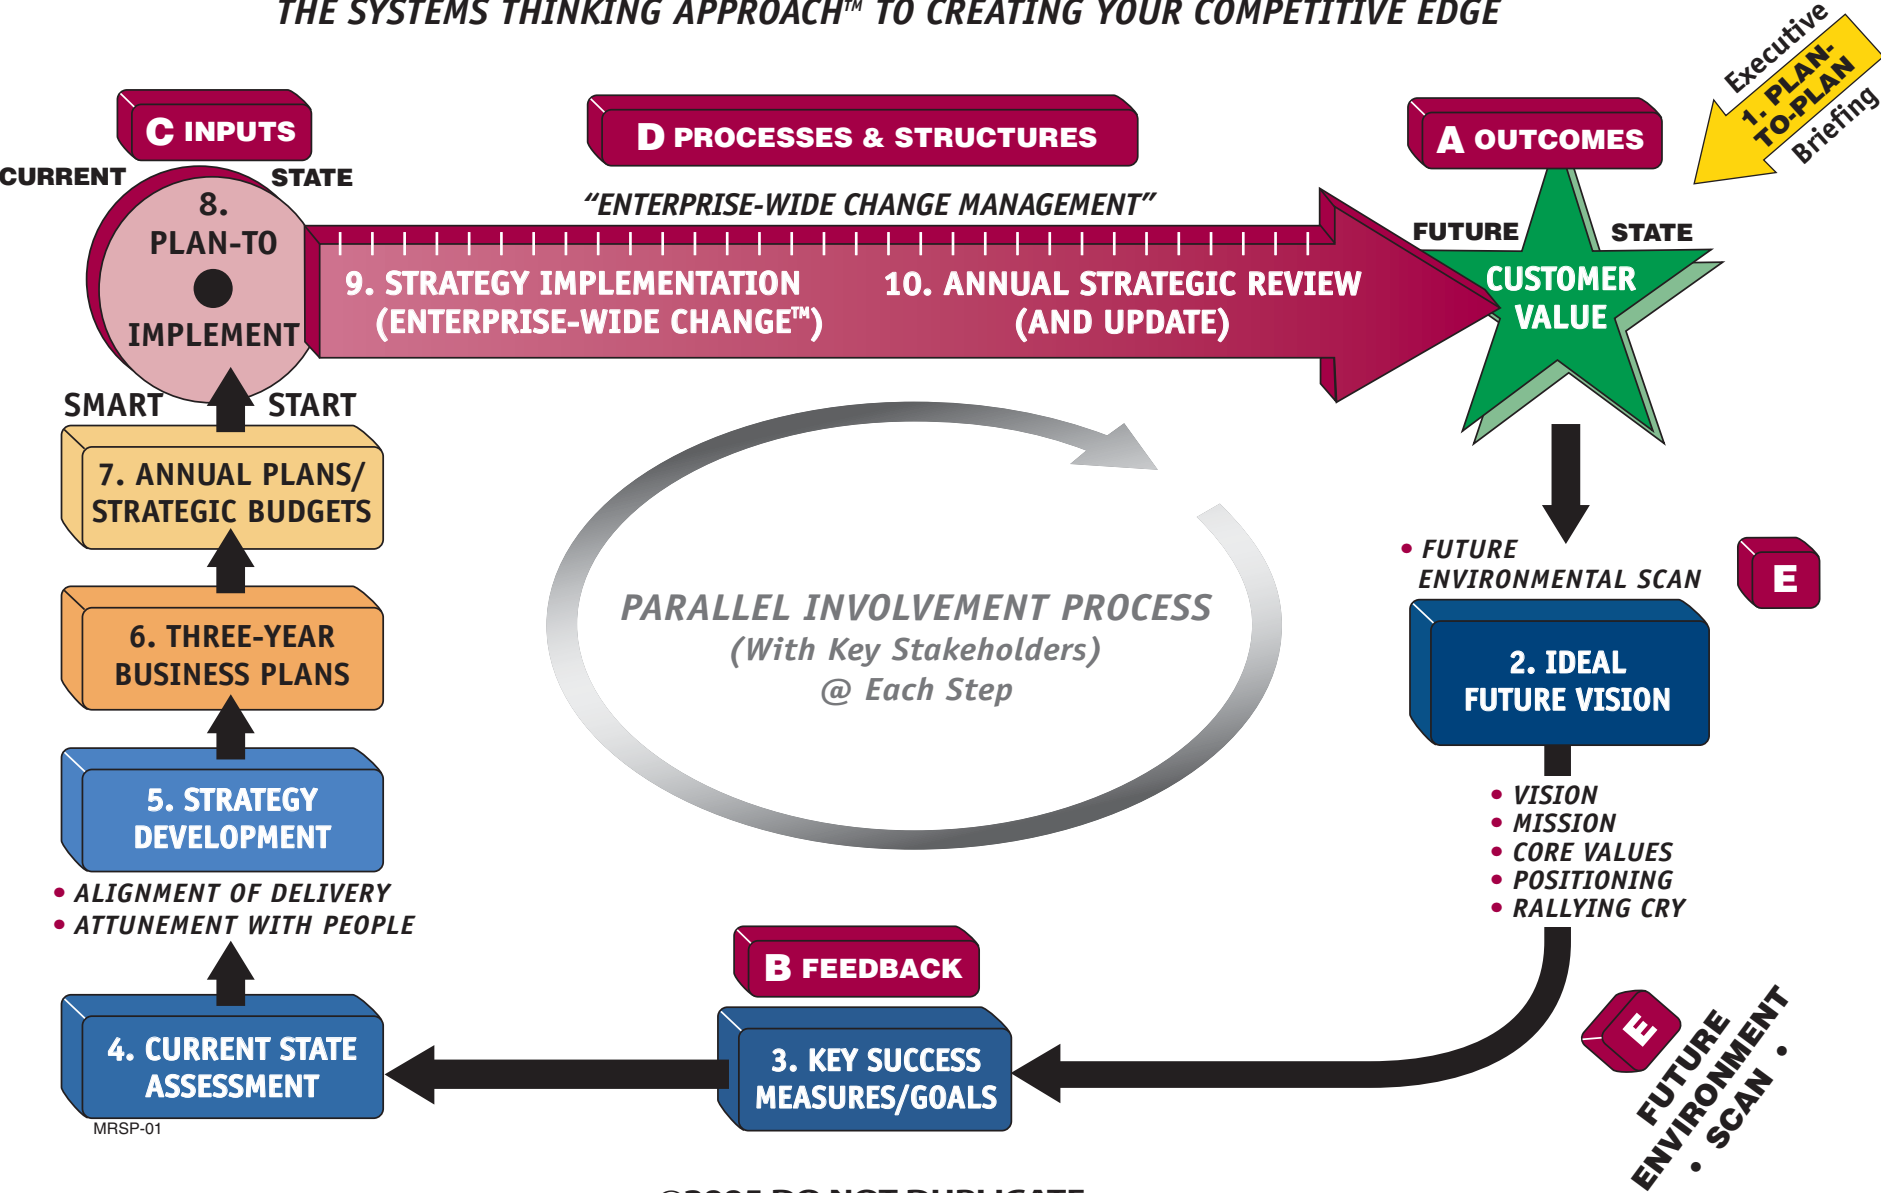 THE SYSTEMS THINKING APPROACH™ TO CREATING YOUR COMPETITIVE EDGE
Executive
1. PLAN-
TO-PLAN
Briefing
C INPUTS
D PROCESSES & STRUCTURES
A OUTCOMES
CURRENT STATE
"ENTERPRISE-WIDE CHANGE MANAGEMENT"
FUTURE STATE
8.
PLAN-TO
IMPLEMENT
9. STRATEGY IMPLEMENTATION
(ENTERPRISE-WIDE CHANGE™)
10. ANNUAL STRATEGIC REVIEW
(AND UPDATE)
CUSTOMER
VALUE
SMART START
7. ANNUAL PLANS/
STRATEGIC BUDGETS
6. THREE-YEAR
BUSINESS PLANS
5. STRATEGY
DEVELOPMENT
• ALIGNMENT OF DELIVERY
• ATTUNEMENT WITH PEOPLE
4. CURRENT STATE
ASSESSMENT
MRSP-01
PARALLEL INVOLVEMENT PROCESS
(With Key Stakeholders)
@ Each Step
• FUTURE
ENVIRONMENTAL SCAN
E
2. IDEAL
FUTURE VISION
• VISION
• MISSION
• CORE VALUES
• POSITIONING
• RALLYING CRY
B FEEDBACK
3. KEY SUCCESS
MEASURES/GOALS
E
FUTURE
ENVIRONMENT
• SCAN •
DO NOT DUPLICATE